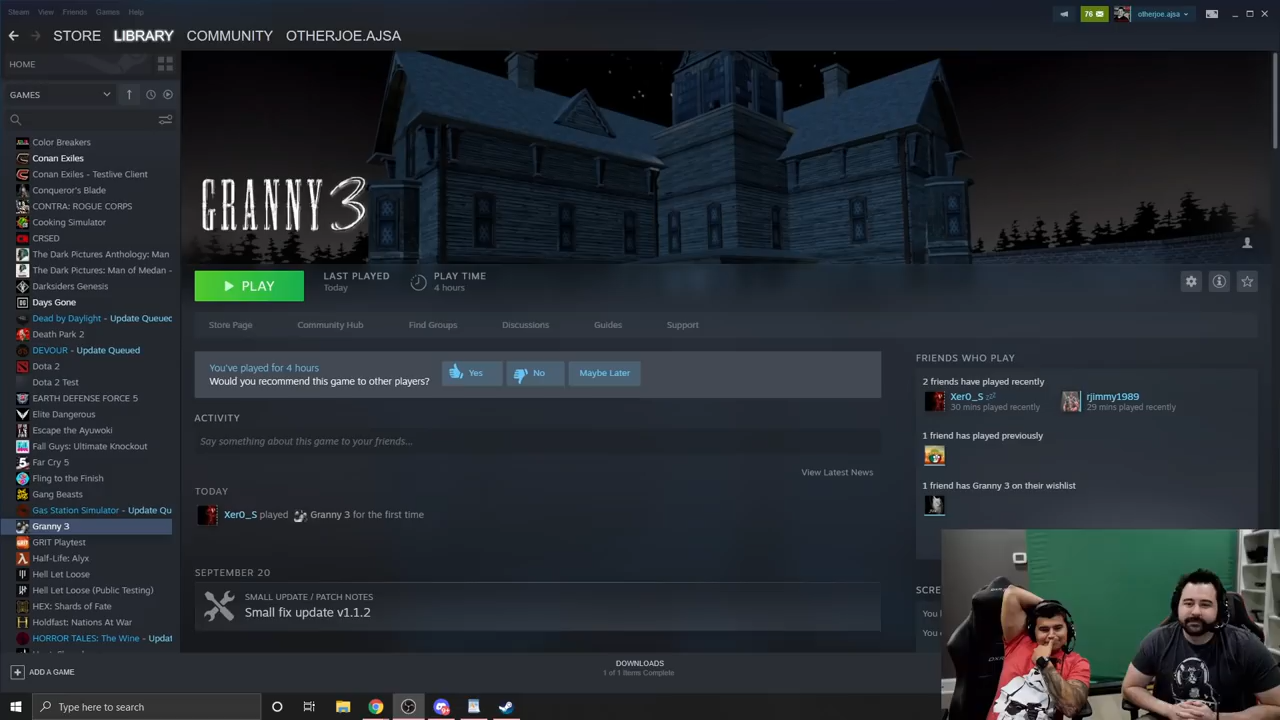 Steam View Friends Games Help
76
otherjoe.ajsa
STORE LIBRARY COMMUNITY OTHERJOE.AJSA
HOME
GAMES
Color Breakers
Conan Exiles
Conan Exiles - Testlive Client
Conqueror's Blade
CONTRA: ROGUE CORPS
Cooking Simulator
CRSED
The Dark Pictures Anthology: Man
The Dark Pictures: Man of Medan -
Darksiders Genesis
Days Gone
Dead by Daylight - Update Queued
Death Park 2
DEVOUR - Update Queued
Dota 2
Dota 2 Test
EARTH DEFENSE FORCE 5
Elite Dangerous
Escape the Ayuwoki
Fall Guys: Ultimate Knockout
Far Cry 5
Fling to the Finish
Gang Beasts
Gas Station Simulator - Update Qu
Granny 3
GRIT Playtest
Half-Life: Alyx
Hell Let Loose
Hell Let Loose (Public Testing)
HEX: Shards of Fate
Holdfast: Nations At War
HORROR TALES: The Wine - Updat
ADD A GAME
GRANNY 3
PLAY
LAST PLAYED
Today
PLAY TIME
4 hours
Store Page Community Hub Find Groups Discussions Guides Support
You've played for 4 hours
Would you recommend this game to other players?
Yes No Maybe Later
ACTIVITY
Say something about this game to your friends...
View Latest News
TODAY
Xer0_S played Granny 3 for the first time
SEPTEMBER 20
SMALL UPDATE / PATCH NOTES
Small fix update v1.1.2
FRIENDS WHO PLAY
2 friends have played recently
Xer0_S
30 mins played recently
rjimmy1989
29 mins played recently
1 friend has played previously
1 friend has Granny 3 on their wishlist
SCRE
You
You
DOWNLOADS
1 of 1 Items Complete
Type here to search